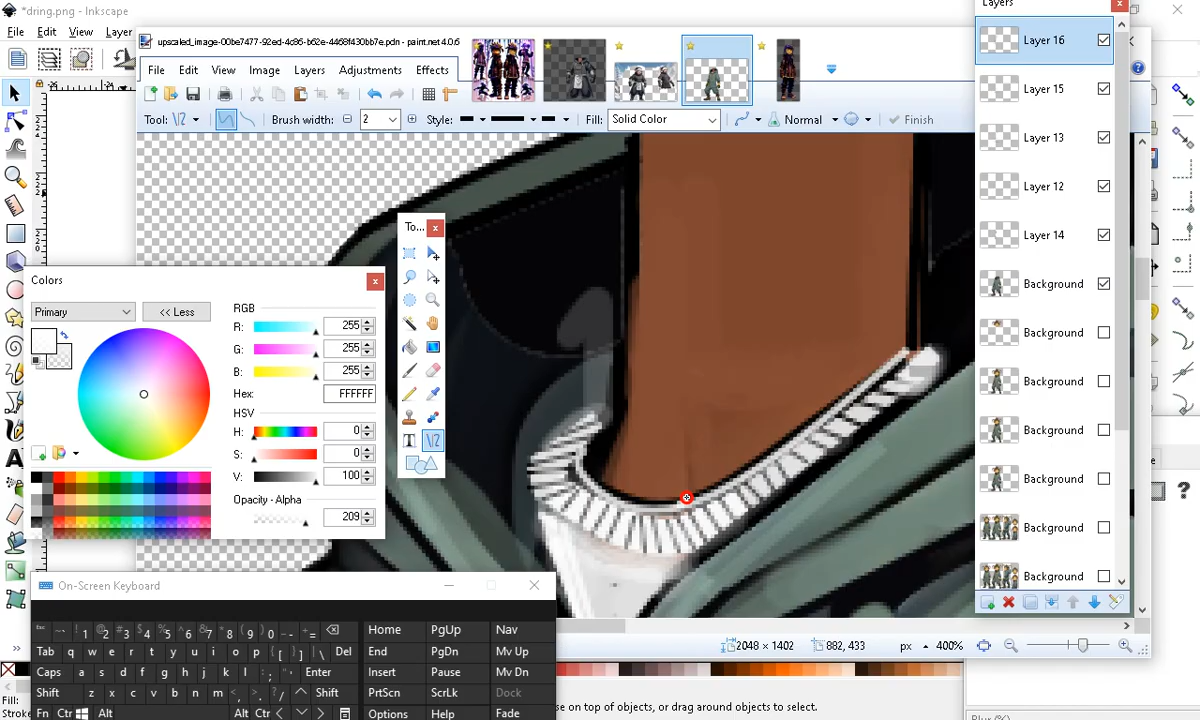 *dring.png - Inkscape
File Edit View Layer
upscaled_image-00be7477-92ed-4c86-b62e-4468f430bb7e.pdn - paint.net 4.0.6
File Edit View Image Layers Adjustments Effects
Tool: Brush width: 2 Style: Fill: Solid Color Normal Finish
Layers
Layer 16
Layer 15
Layer 13
Layer 12
Layer 14
Background
Background
Background
Background
Background
Background
Background
To...
Colors
Primary
<< Less
RGB
R: 255
G: 255
B: 255
Hex: FFFFFF
HSV
H: 0
S: 0
V: 100
Opacity - Alpha
209
2048 × 1402 882, 433 px 400%
On-Screen Keyboard
Home PgUp Nav
Tab q w e r t y u i o p Del End PgDn Mv Up
Caps a s d f g h j k l Enter Insert Pause Mv Dn
Shift z x c v b n m Shift PrtScn ScrLk Dock
Fn Ctr Alt Alt Ctr Options Help Fade
Fill:
Stroke
se on top of objects, or drag around objects to select.